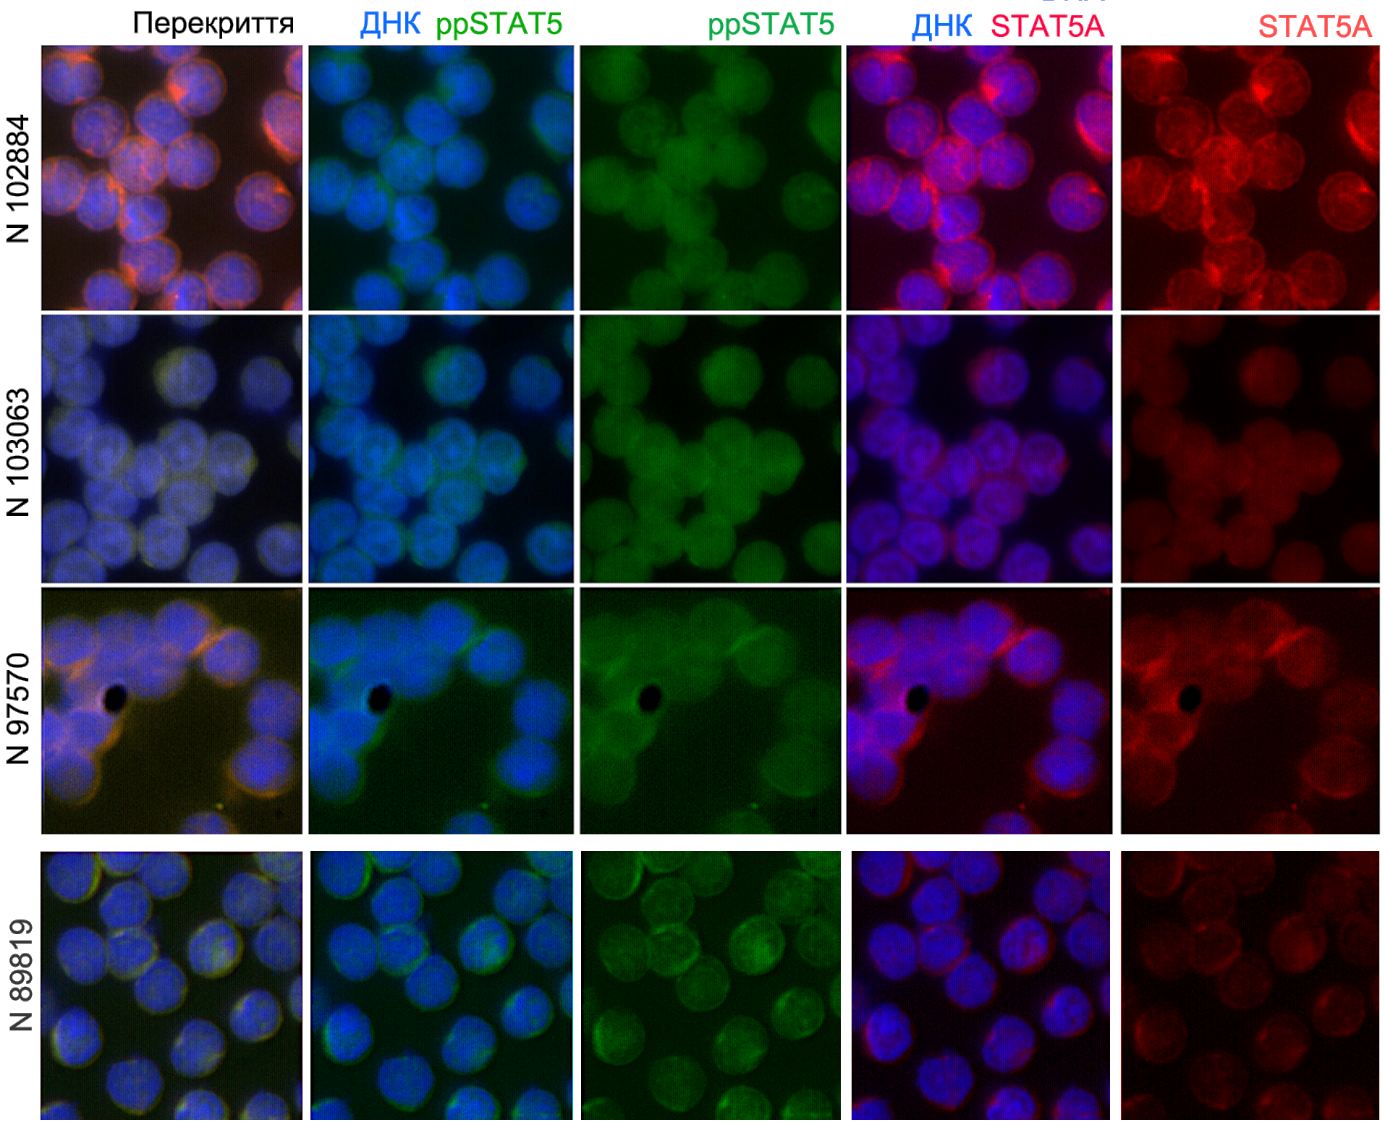 Перекриття
ДНК ppSTAT5
ppSTAT5
ДНК STAT5A
STAT5A
N 102884
N 103063
N 97570
N 89819